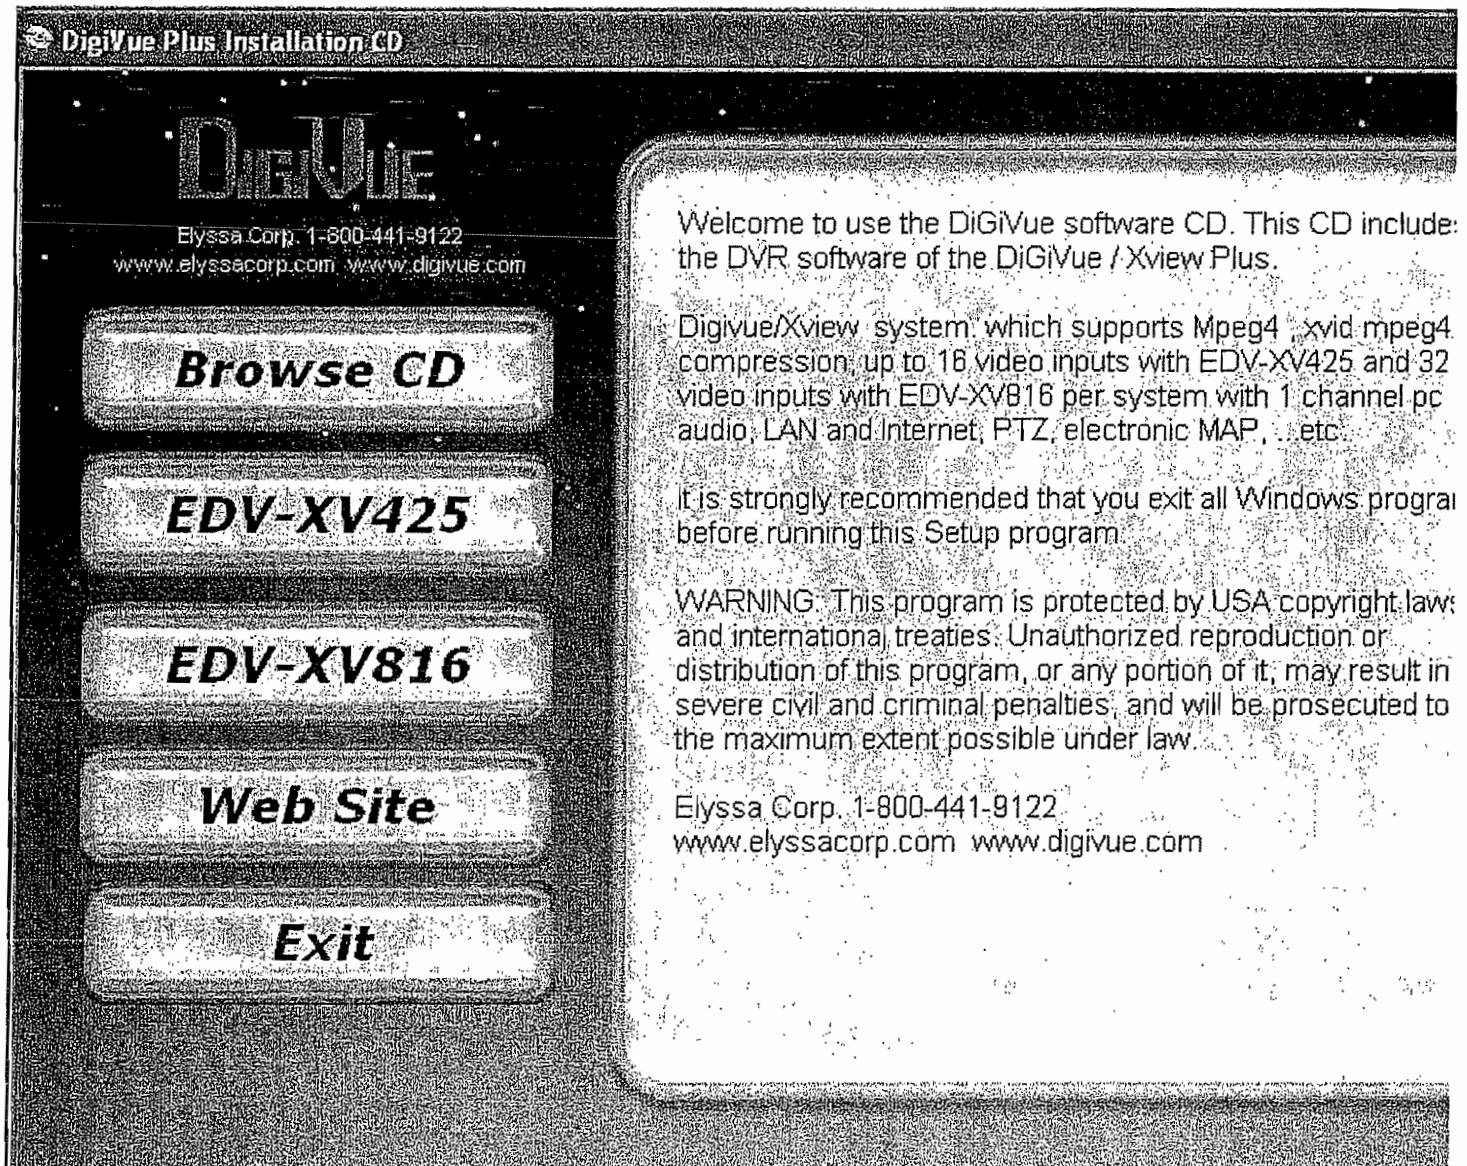 DigiVue Plus Installation CD
DIGIVUE
Elyssa Corp. 1-800-441-9122
www.elyssacorp.com www.digivue.com
Browse CD
EDV-XV425
EDV-XV816
Web Site
Exit
Welcome to use the DiGiVue software CD. This CD include
the DVR software of the DiGiVue / Xview Plus.
Digivue/Xview system which supports Mpeg4 , xvid mpeg4
compression, up to 16 video inputs with EDV-XV425 and 32
video inputs with EDV-XV816 per system with 1 channel pc
audio, LAN and Internet, PTZ, electronic MAP, ...etc.
It is strongly recommended that you exit all Windows
before running this Setup program.
WARNING: This program is protected by USA copyright law
and international treaties. Unauthorized reproduction or
distribution of this program, or any portion of it, may result in
severe civil and criminal penalties, and will be prosecuted to
the maximum extent possible under law.
Elyssa Corp. 1-800-441-9122
www.elyssacorp.com www.digivue.com